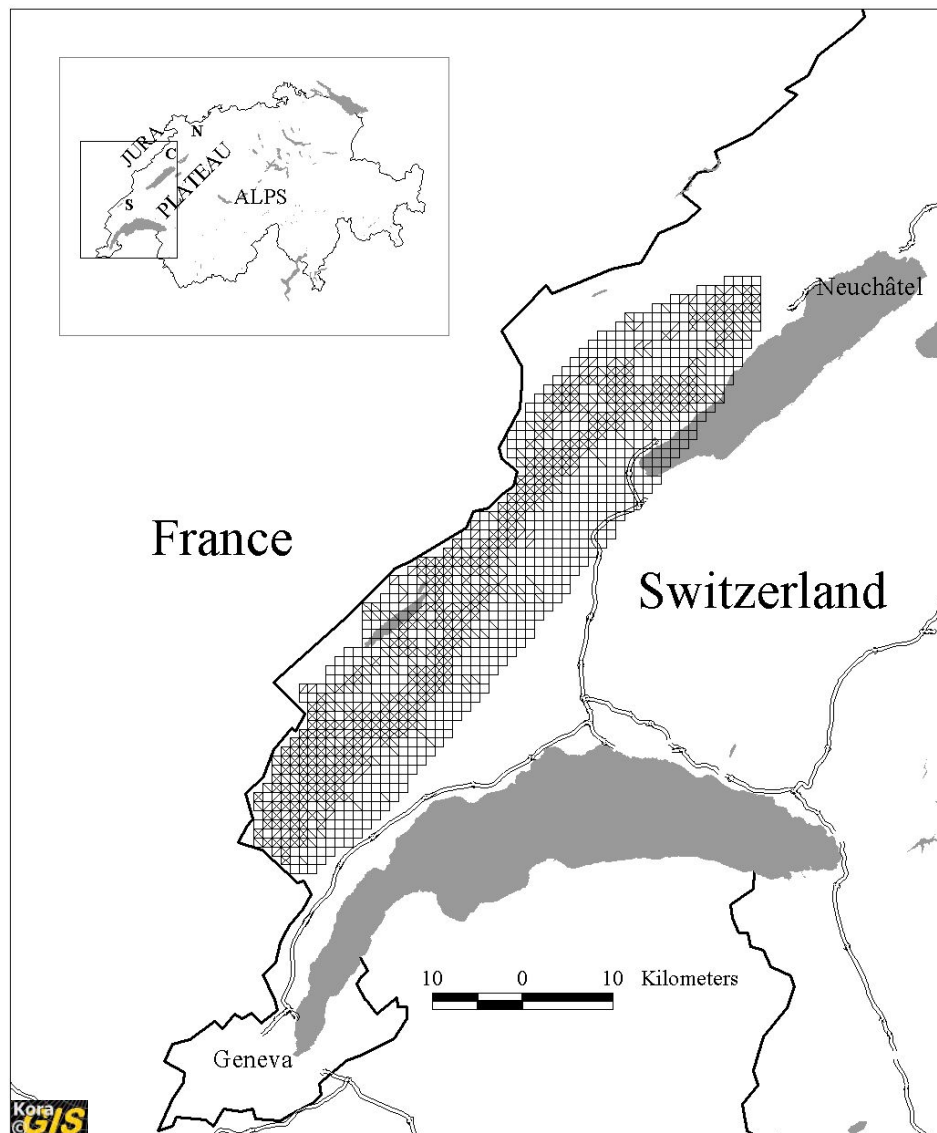 JURA
N
C
PLATEAU
S
ALPS
Neuchâtel
France
Switzerland
10 0 10 Kilometers
Geneva
Kora
© GIS